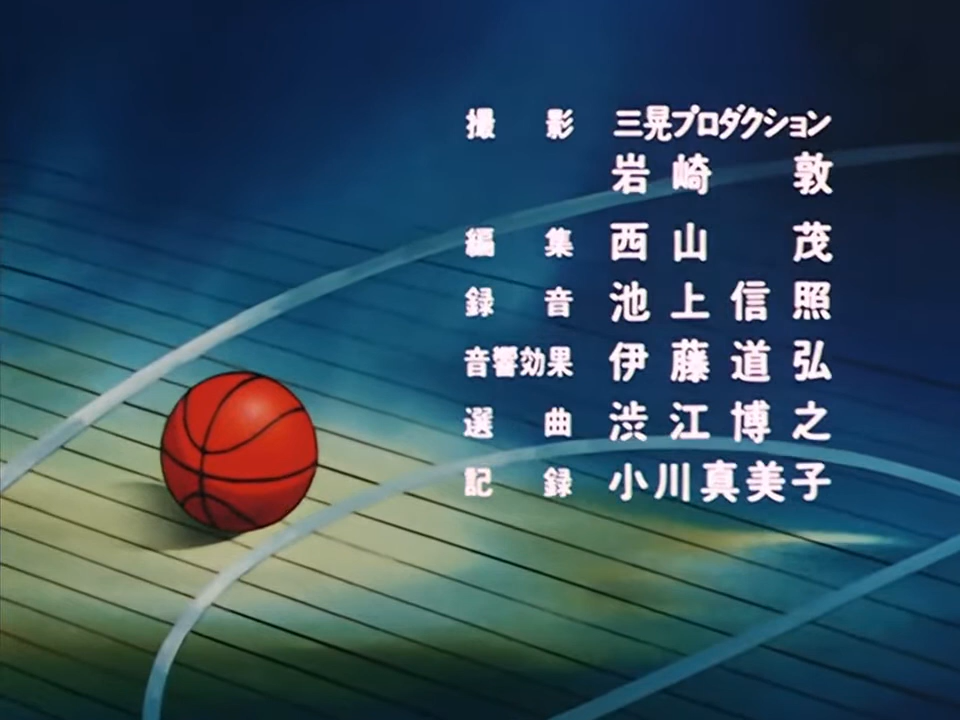 撮影 三晃プロダクション
岩崎 敦
編集 西山 茂
録音 池上信照
音響効果 伊藤道弘
選曲 渋江博之
記録 小川真美子